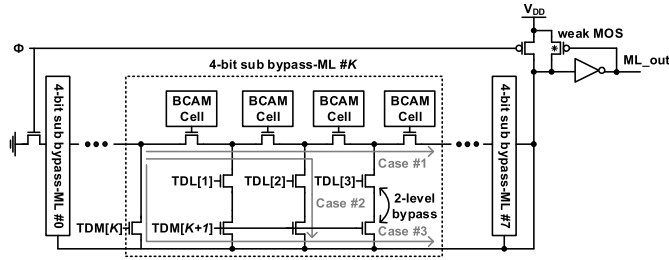 V_DD
weak MOS
Φ
*
4-bit sub bypass-ML #K
ML_out
4-bit sub bypass-ML #0
BCAM Cell
BCAM Cell
BCAM Cell
BCAM Cell
4-bit sub bypass-ML #7
Case #1
TDL[1]
TDL[2]
TDL[3]
Case #2
2-level
bypass
TDM[K]
TDM[K+1]
Case #3